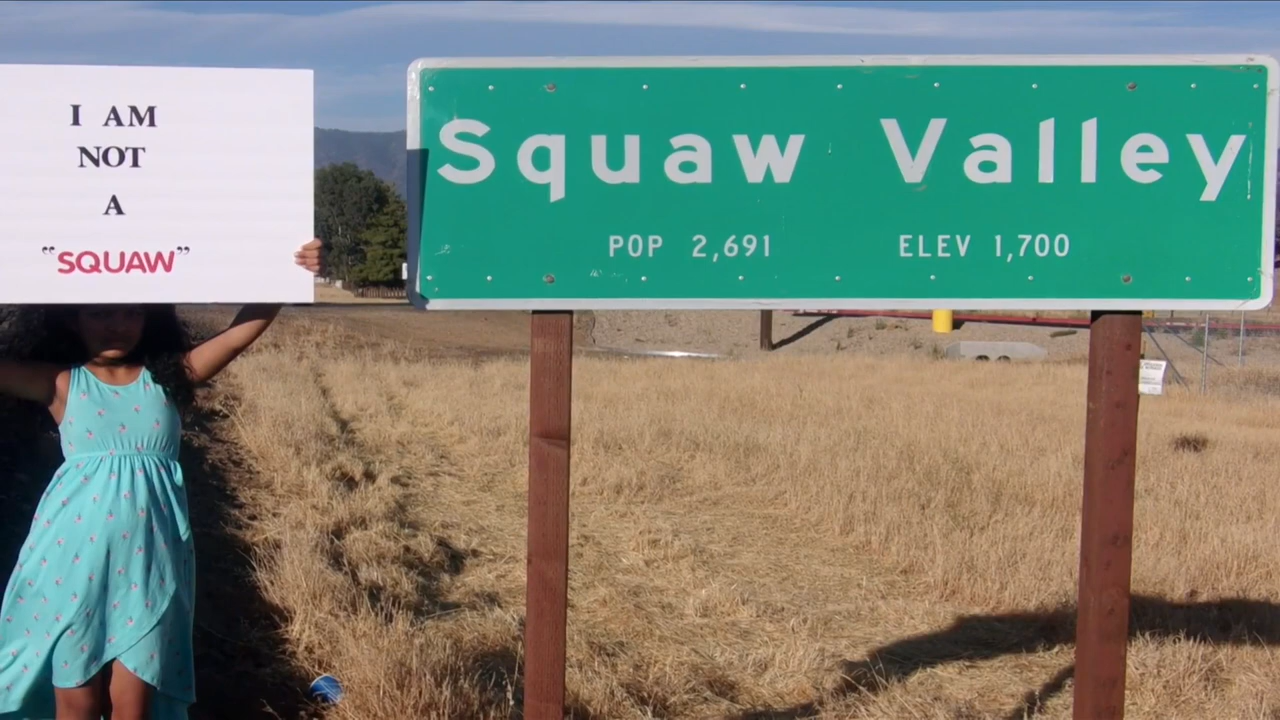 I AM
NOT
A
“SQUAW”
Squaw Valley
POP 2,691 ELEV 1,700